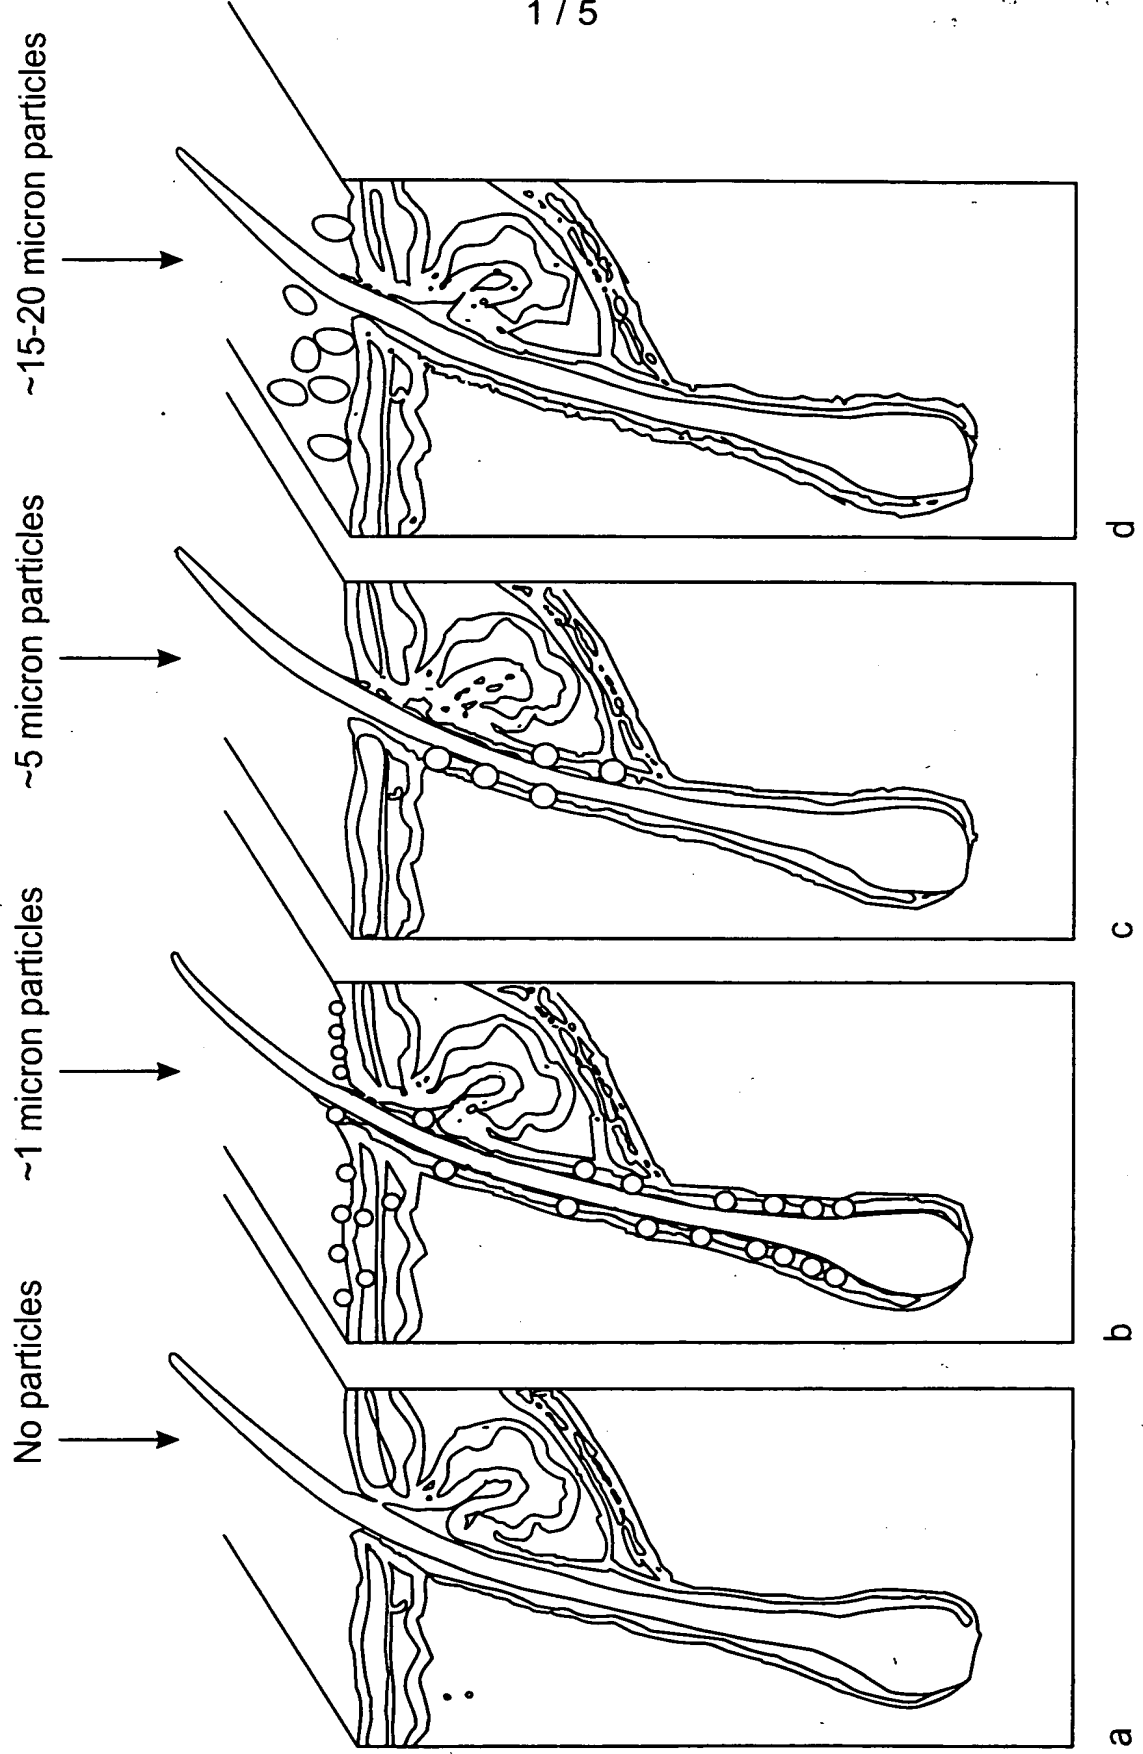 1 / 5
No particles
~1 micron particles
~5 micron particles
~15-20 micron particles
a
b
c
d